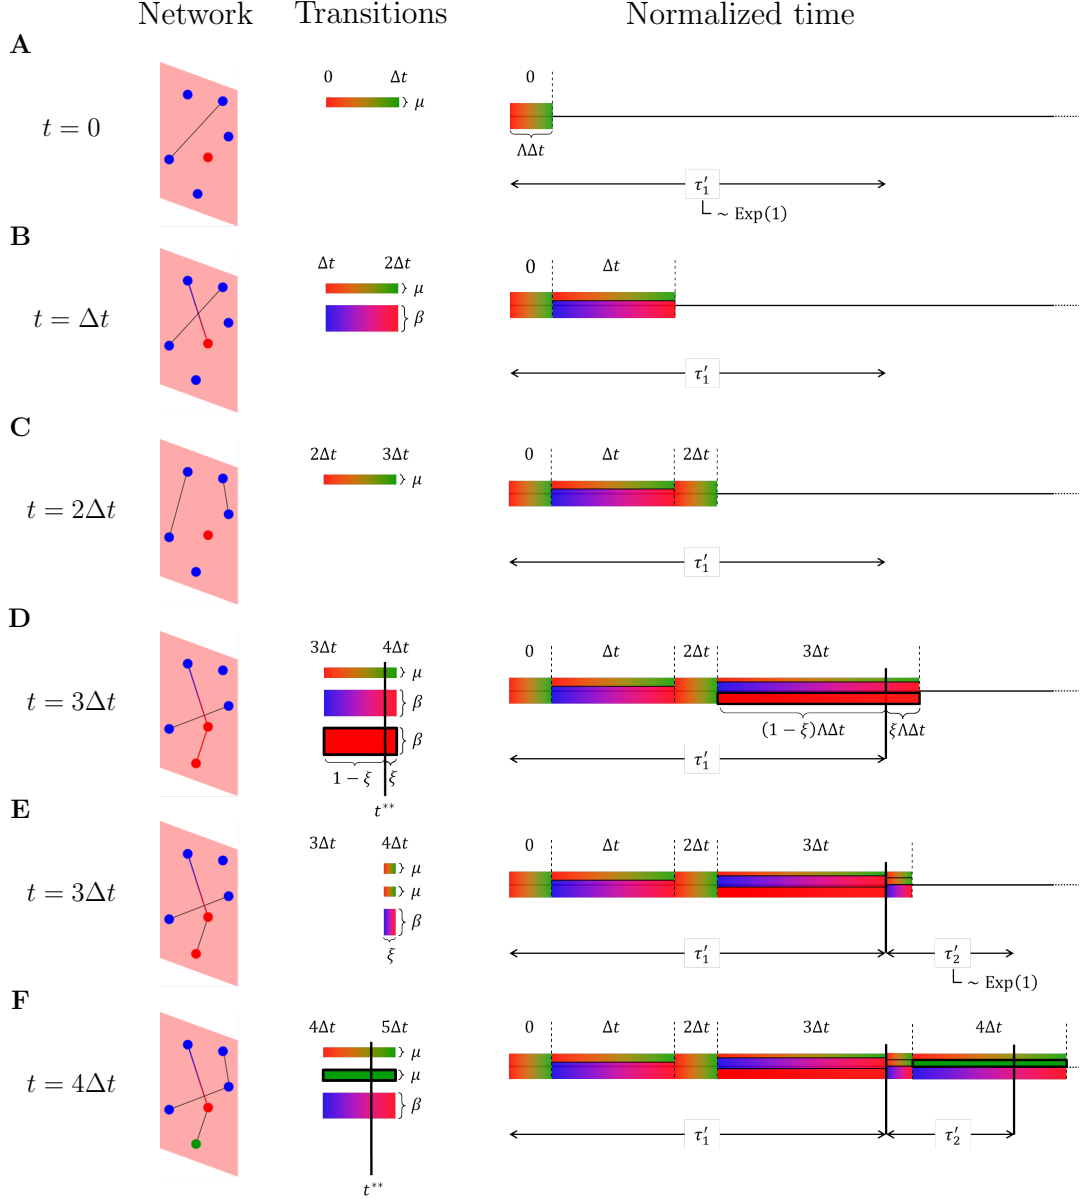 Network Transitions Normalized time
A
0 Δt 0
μ
t = 0
ΛΔt
τ′₁
~ Exp(1)
B
Δt 2Δt 0 Δt
μ
t = Δt
β
τ′₁
C
2Δt 3Δt 0 Δt 2Δt
μ
t = 2Δt
τ′₁
D
3Δt 4Δt 0 Δt 2Δt 3Δt
μ
t = 3Δt
β
β
(1 − ξ)ΛΔt ξΛΔt
1 − ξ ξ
τ′₁
t**
E
3Δt 4Δt 0 Δt 2Δt 3Δt
μ
t = 3Δt
μ
β
ξ
τ′₁ τ′₂
~ Exp(1)
F
4Δt 5Δt 0 Δt 2Δt 3Δt 4Δt
μ
t = 4Δt
μ
β
τ′₁ τ′₂
t**